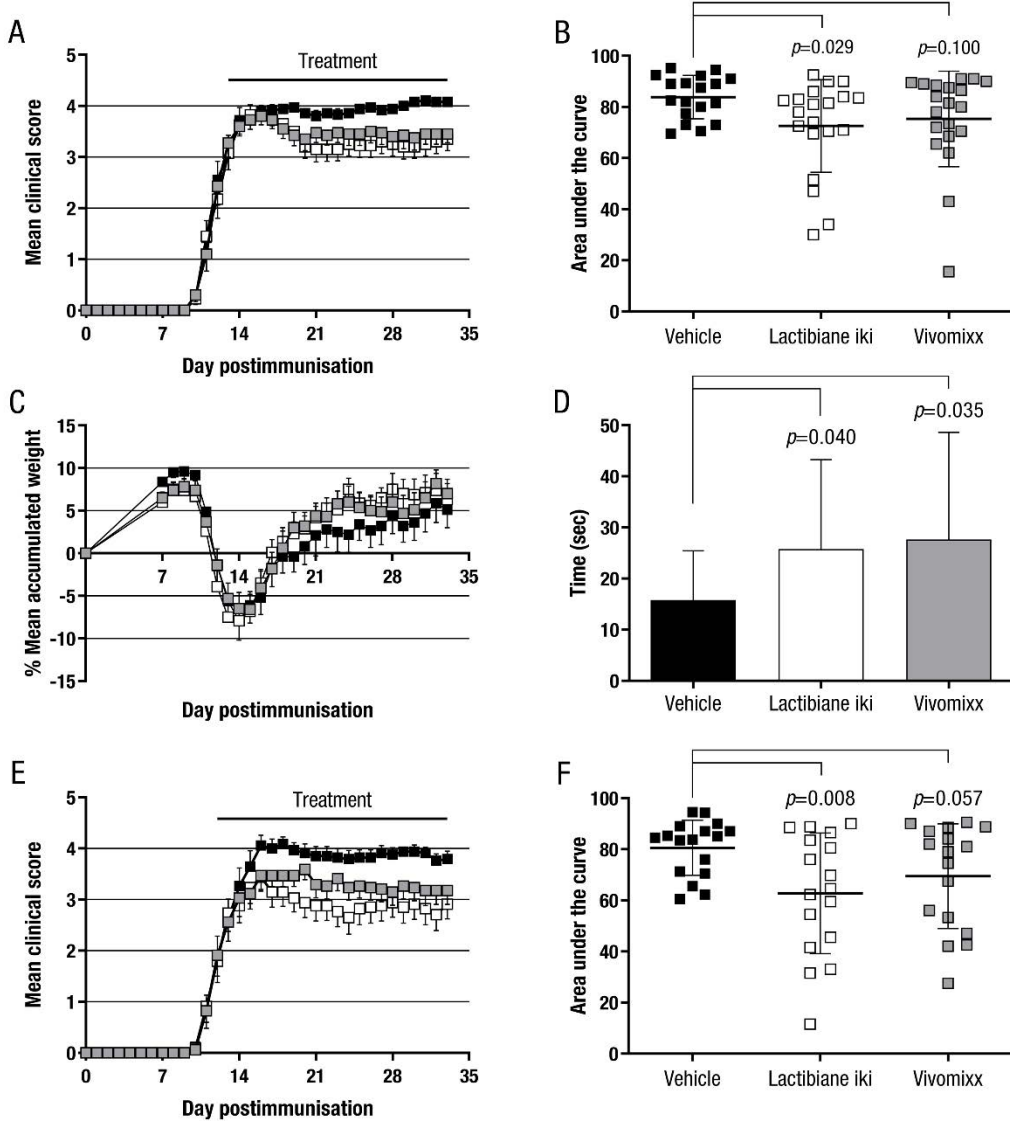 A
Treatment
5
4
3
2
1
0
Mean clinical score
0 7 14 21 28 35
Day postimmunisation
B
p=0.029 p=0.100
100
80
60
40
20
0
Area under the curve
Vehicle Lactibiane iki Vivomixx
C
15
10
5
0
-5
-10
-15
% Mean accumulated weight
7 14 21 28 35
Day postimmunisation
D
p=0.040 p=0.035
50
40
30
20
10
0
Time (sec)
Vehicle Lactibiane iki Vivomixx
E
Treatment
5
4
3
2
1
0
Mean clinical score
0 7 14 21 28 35
Day postimmunisation
F
p=0.008 p=0.057
100
80
60
40
20
0
Area under the curve
Vehicle Lactibiane iki Vivomixx